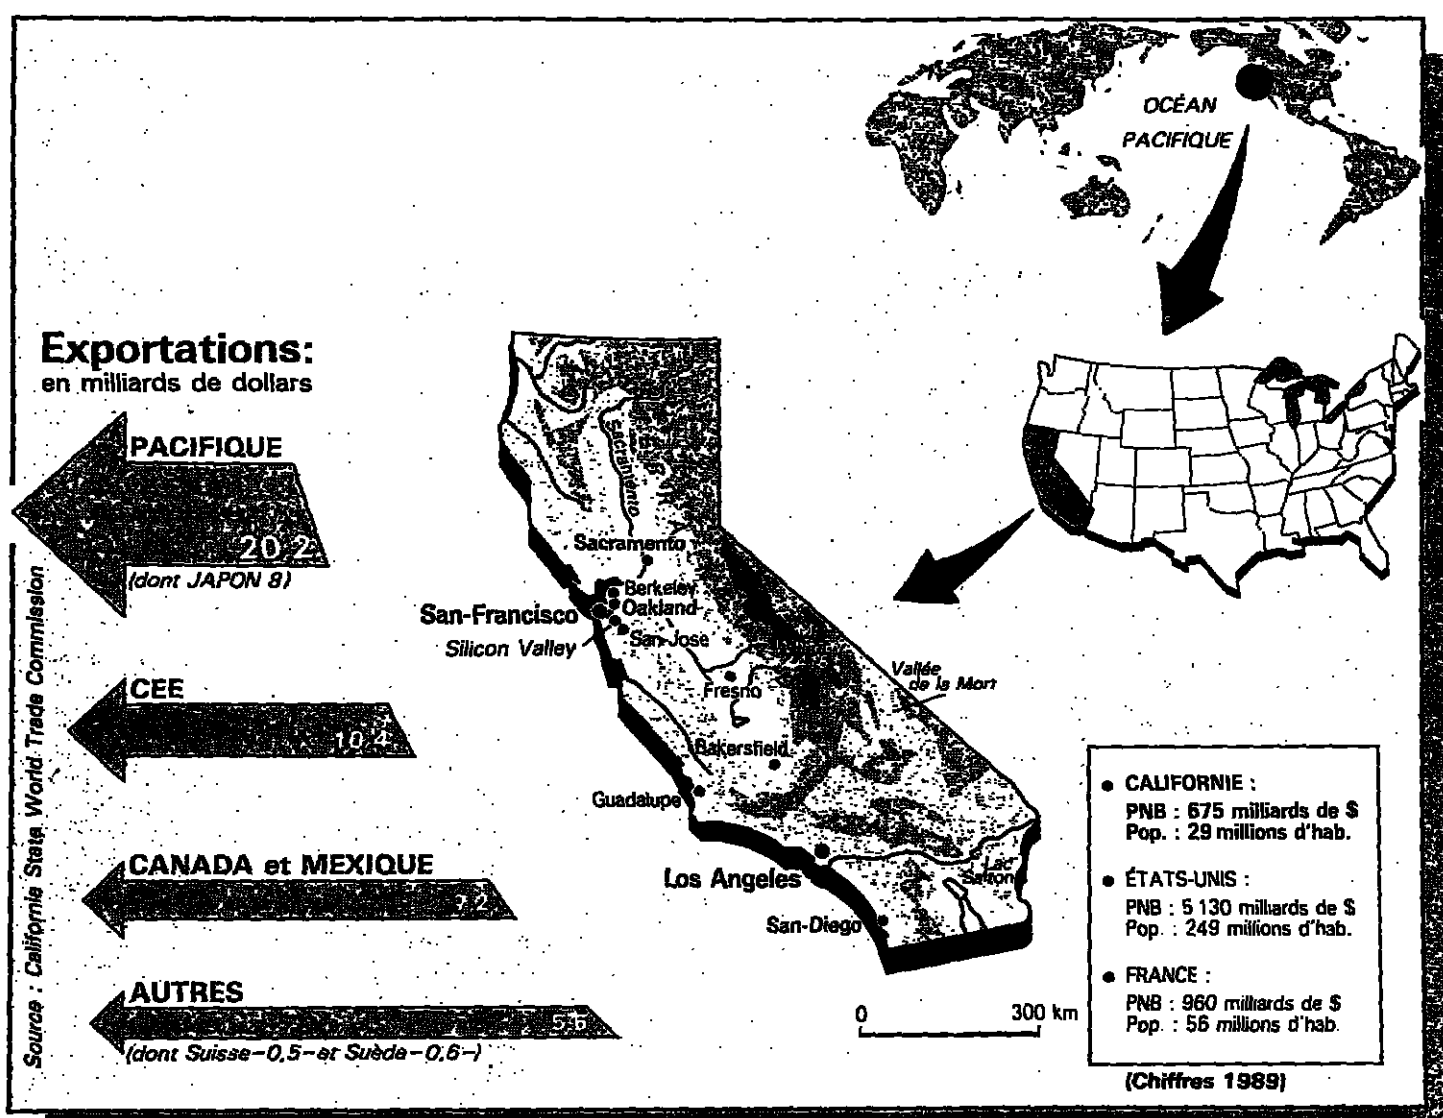 OCÉAN
PACIFIQUE
Exportations:
en milliards de dollars
PACIFIQUE
20,2
(dont JAPON 8)
CEE
10,4
CANADA et MEXIQUE
9,2
AUTRES
5,6
(dont Suisse-0,5-et Suède-0,6-)
Source : California State World Trade Commission
Sacramento
Sacramento
Berkeley
San-Francisco
Oakland
Silicon Valley
San-Jose
Fresno
Vallée
de la Mort
Bakersfield
Guadalupe
Los Angeles
Lac
San-Diego
0 300 km
• CALIFORNIE :
PNB : 675 milliards de $
Pop. : 29 millions d'hab.
• ÉTATS-UNIS :
PNB : 5 130 milliards de $
Pop. : 249 millions d'hab.
• FRANCE :
PNB : 960 milliards de $
Pop. : 56 millions d'hab.
(Chiffres 1989)